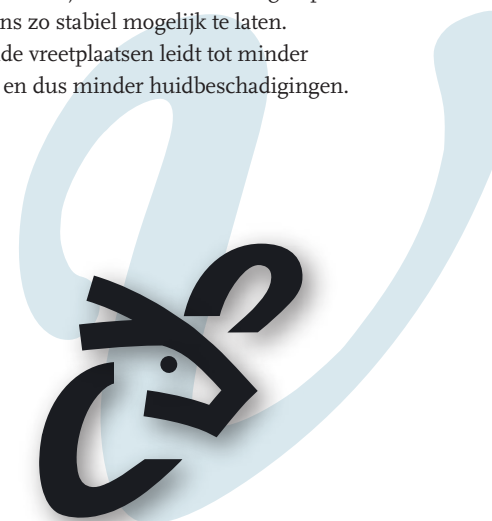 ns zo stabiel mogelijk te laten.
de vreetplaatsen leidt tot minder
en dus minder huidbeschadigingen.